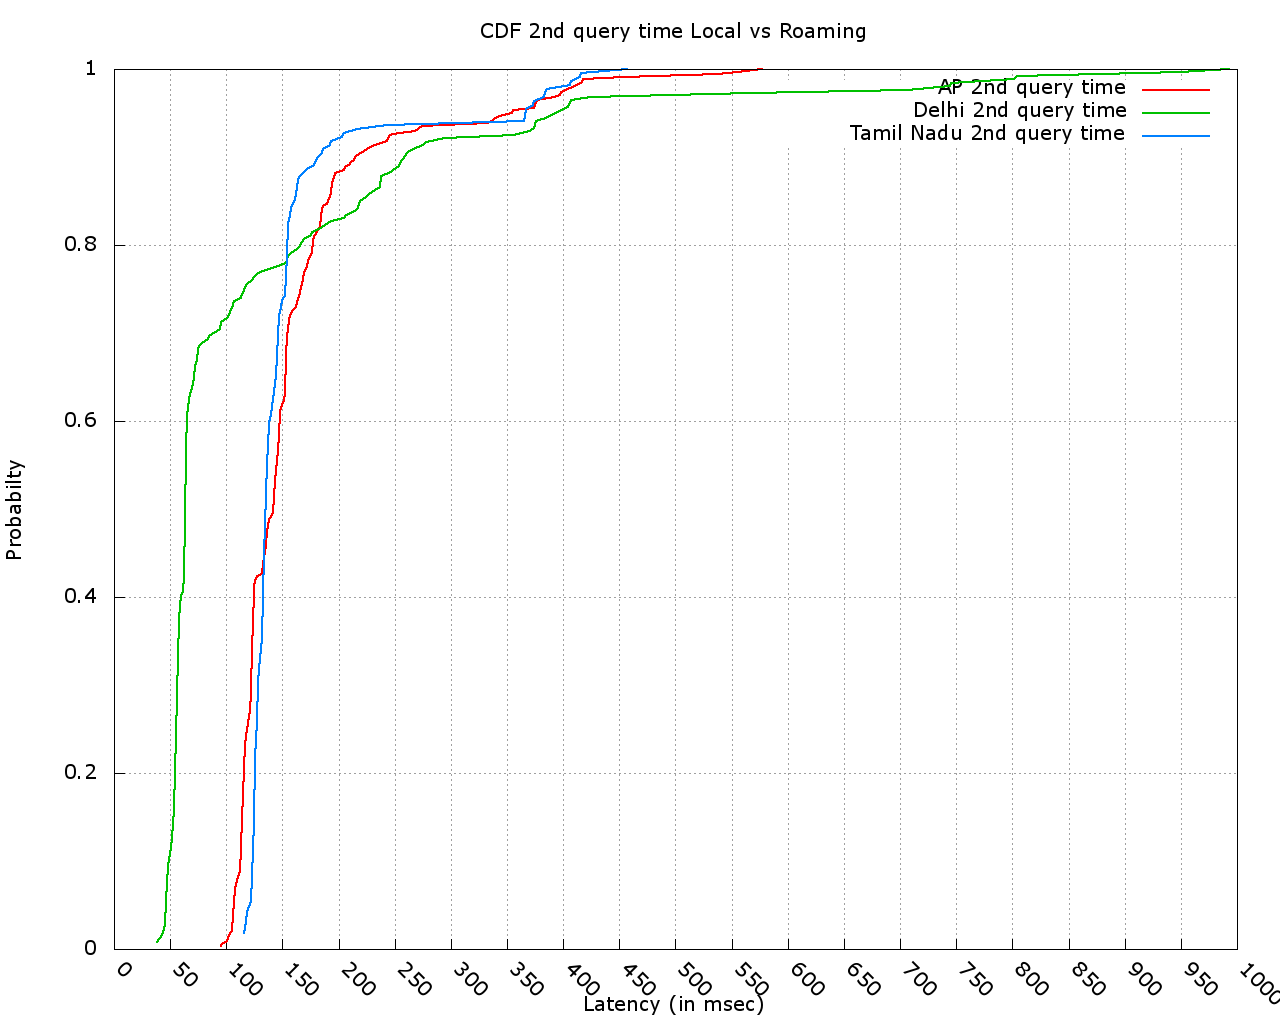 CDF 2nd query time Local vs Roaming
1
AP 2nd query time
Delhi 2nd query time
Tamil Nadu 2nd query time
0.8
0.6
Probabilty
0.4
0.2
0
0 50 100 150 200 250 300 350 400 450 500 550 600 650 700 750 800 850 900 950 1000
Latency (in msec)